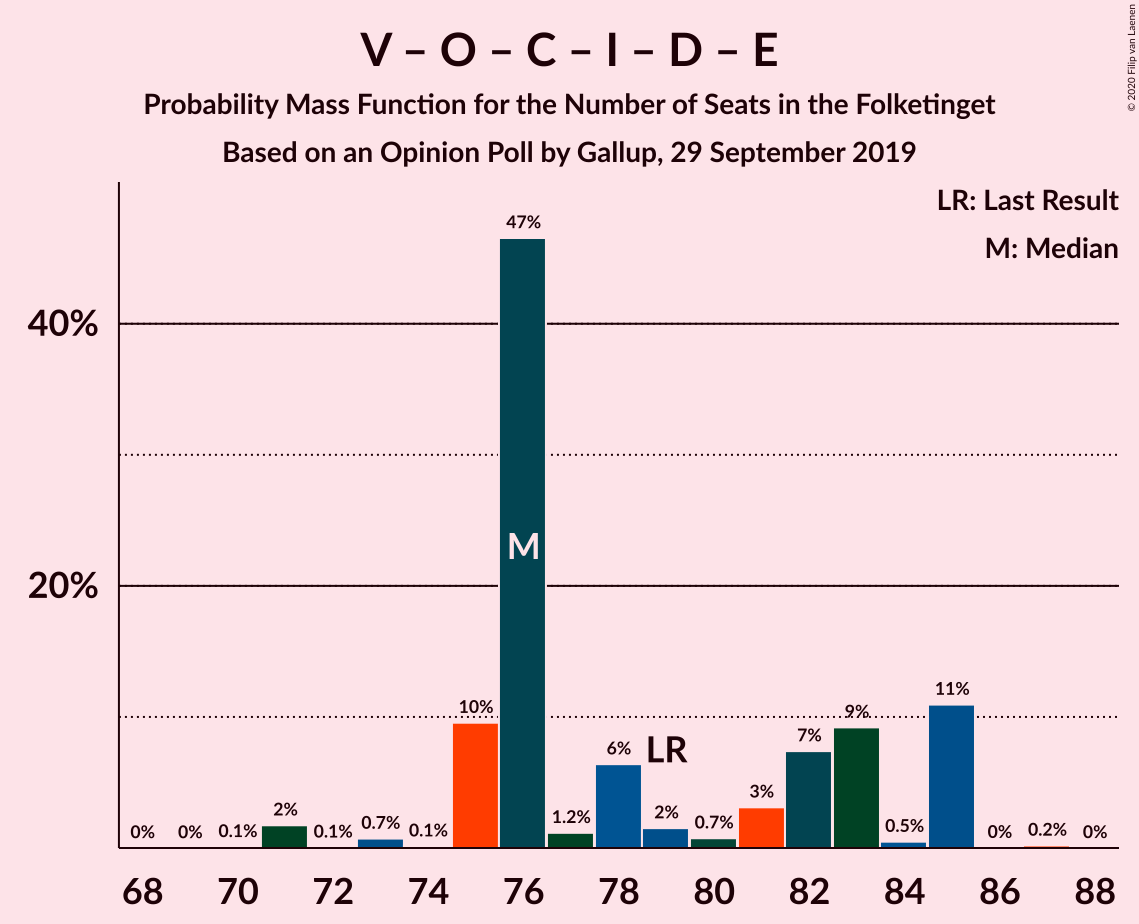 V – O – C – I – D – E
Probability Mass Function for the Number of Seats in the Folketinget
Based on an Opinion Poll by Gallup, 29 September 2019
© 2020 Filip van Laenen
LR: Last Result
M: Median
40%
20%
0%
0%
0.1%
2%
0.1%
0.7%
0.1%
10%
47%
M
1.2%
6%
LR
2%
0.7%
3%
7%
9%
0.5%
11%
0%
0.2%
0%
68 70 72 74 76 78 80 82 84 86 88